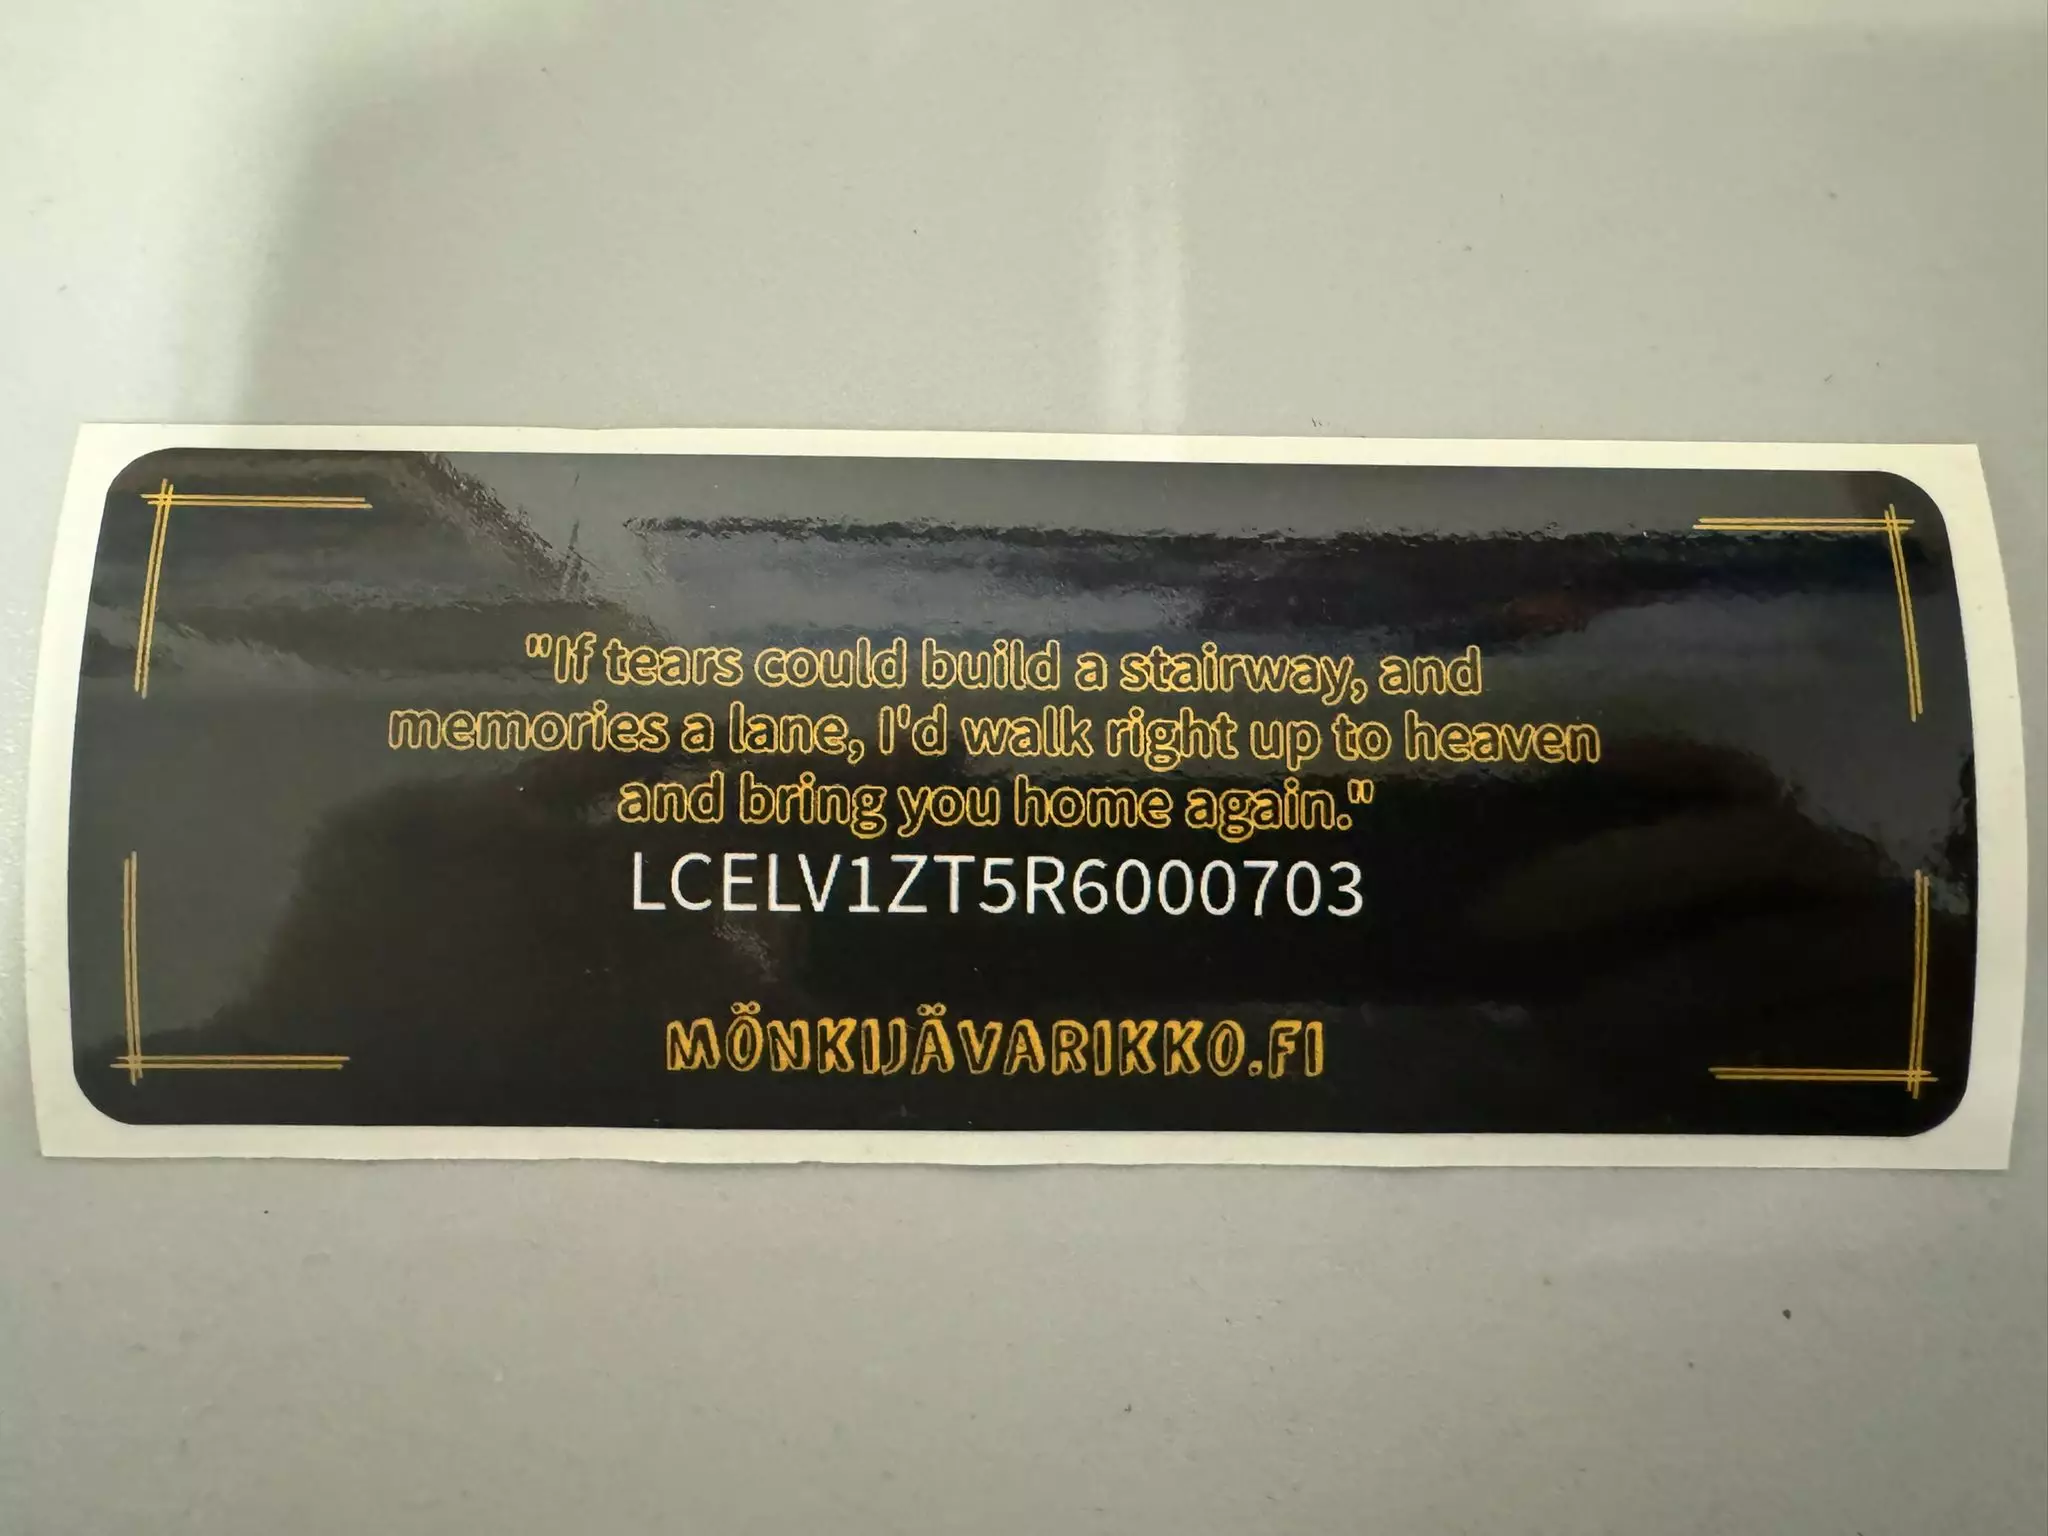 "If tears could build a stairway, and
memories a lane, I'd walk right up to heaven
and bring you home again."
LCELV1ZT5R6000703
MÖNKIJÄVARIKKO.FI